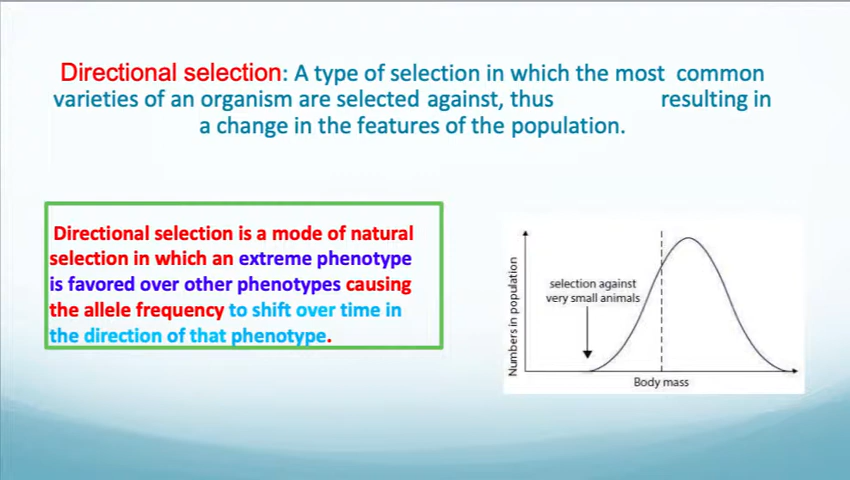 Directional selection: A type of selection in which the most common
varieties of an organism are selected against, thus resulting in
a change in the features of the population.
Directional selection is a mode of natural
selection in which an extreme phenotype
is favored over other phenotypes causing
the allele frequency to shift over time in
the direction of that phenotype.
selection against
very small animals
Numbers in population
Body mass